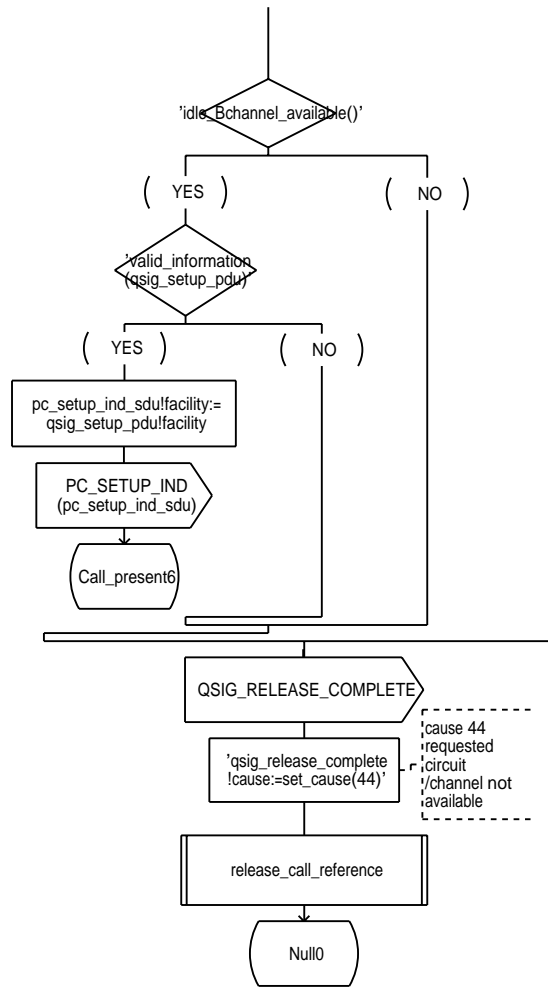 'idle_Bchannel_available()'
( YES )
( NO )
'valid_information
(qsig_setup_pdu)'
( YES )
( NO )
pc_setup_ind_sdu!facility:=
qsig_setup_pdu!facility
PC_SETUP_IND
(pc_setup_ind_sdu)
Call_present6
QSIG_RELEASE_COMPLETE
'qsig_release_complete
!cause:=set_cause(44)'
cause 44
requested
circuit
/channel not
available
release_call_reference
Null0